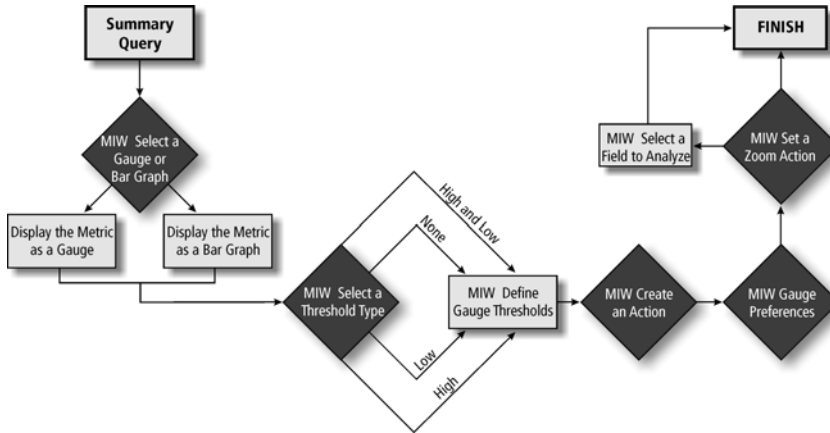 Summary
Query
MIW Select a
Gauge or
Bar Graph
Display the Metric
as a Gauge
Display the Metric
as a Bar Graph
MIW Select a
Threshold Type
High and Low
None
Low
High
MIW Define
Gauge Thresholds
MIW Create
an Action
MIW Gauge
Preferences
MIW Set a
Zoom Action
MIW Select a
Field to Analyze
FINISH